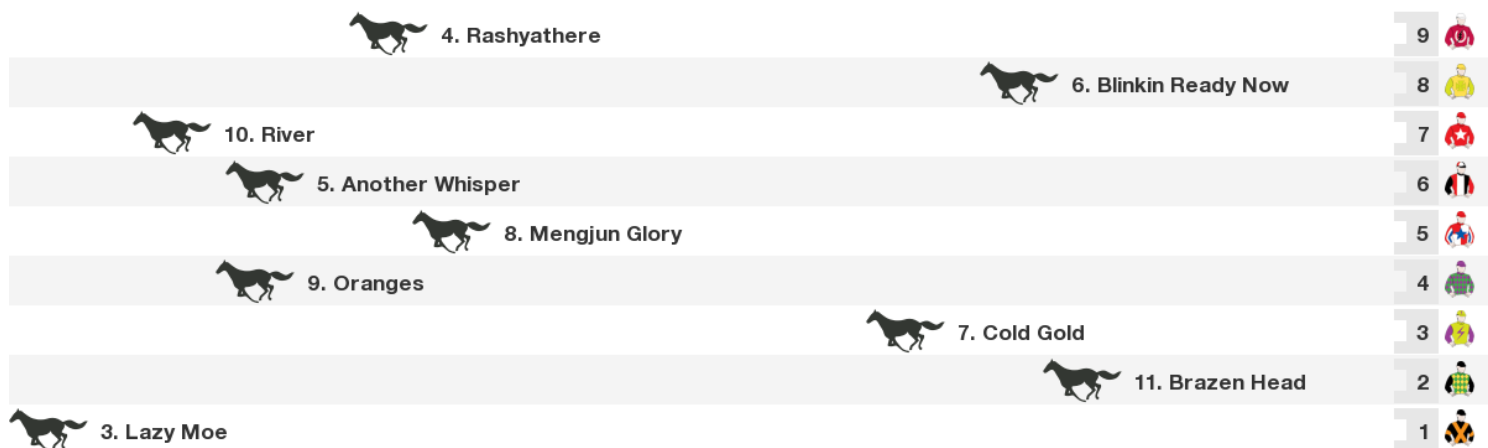 4. Rashyathere 9
6. Blinkin Ready Now 8
10. River 7
5. Another Whisper 6
8. Mengjun Glory 5
9. Oranges 4
7. Cold Gold 3
11. Brazen Head 2
3. Lazy Moe 1